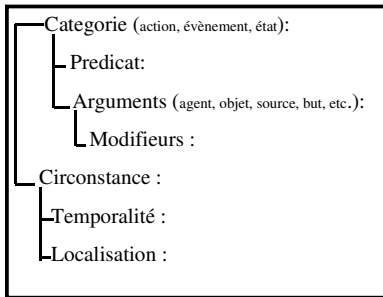 Categorie (action, évènement, état):
Predicat:
Arguments (agent, objet, source, but, etc.):
Modifieurs :
Circonstance :
Temporalité :
Localisation :